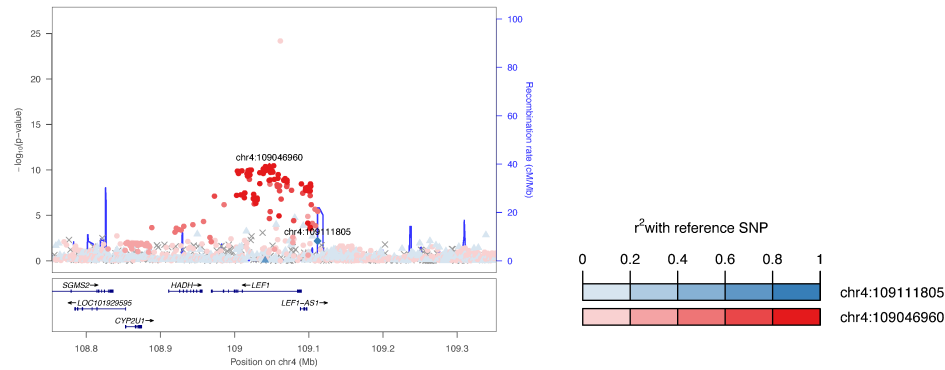 25
20
15
10
5
0
−log10(p−value)
100
80
60
40
20
0
Recombination rate (cM/Mb)
chr4:109046960
chr4:109111805
SGMS2→
HADH→
←LEF1
←LOC101929595
LEF1−AS1→
CYP2U1→
108.8
108.9
109
109.1
109.2
109.3
Position on chr4 (Mb)
r2with reference SNP
0 0.2 0.4 0.6 0.8 1
chr4:109111805
chr4:109046960